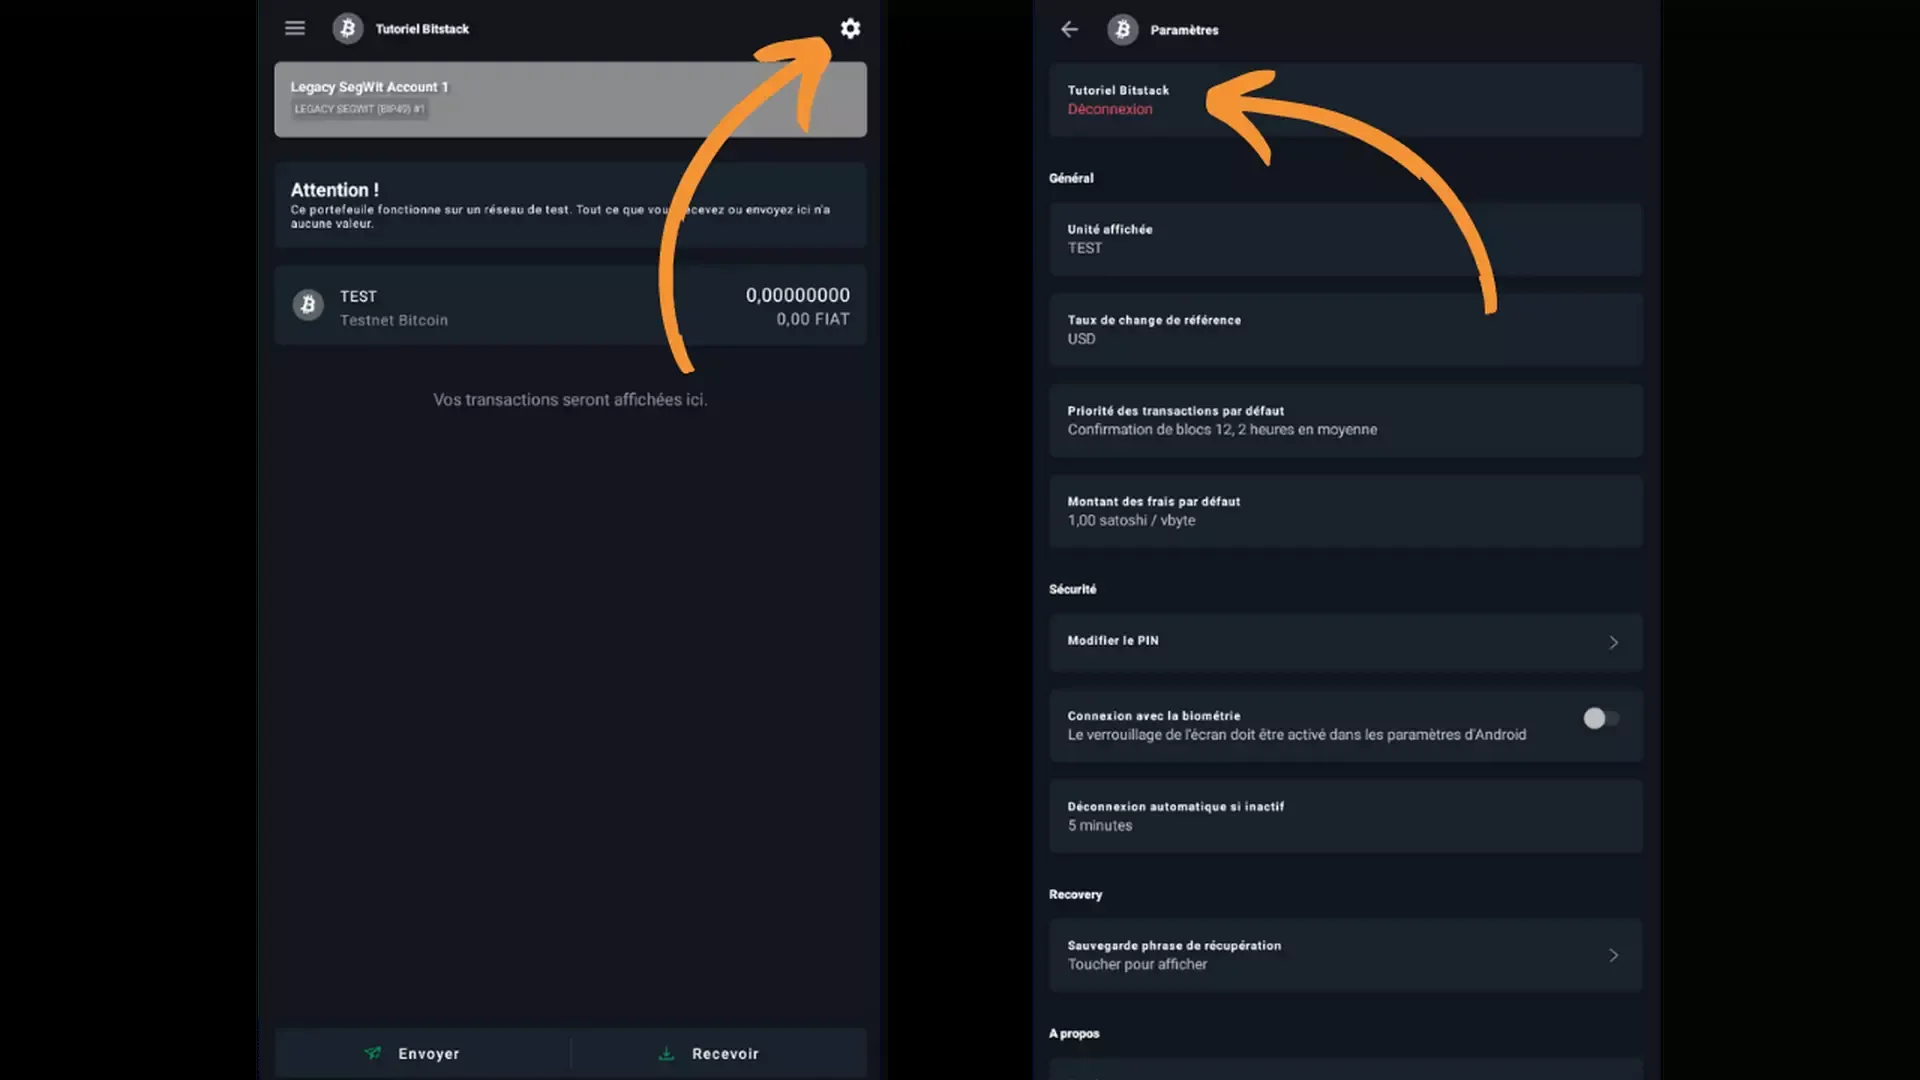 Tutoriel Bitstack
Legacy SegWit Account 1
LEGACY SEGWIT (BIP49) #1
Attention !
Ce portefeuille fonctionne sur un réseau de test. Tout ce que vous recevez ou envoyez ici n'a
aucune valeur.
TEST
0,00000000
Testnet Bitcoin
0,00 FIAT
Vos transactions seront affichées ici.
Envoyer
Recevoir
Paramètres
Tutoriel Bitstack
Déconnexion
Général
Unité affichée
TEST
Taux de change de référence
USD
Priorité des transactions par défaut
Confirmation de blocs 12, 2 heures en moyenne
Montant des frais par défaut
1,00 satoshi / vbyte
Sécurité
Modifier le PIN
Connexion avec la biométrie
Le verrouillage de l'écran doit être activé dans les paramètres d'Android
Déconnexion automatique si inactif
5 minutes
Recovery
Sauvegarde phrase de récupération
Toucher pour afficher
A propos